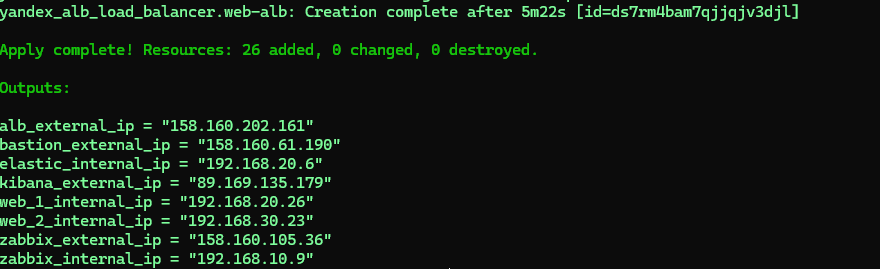 yandex_alb_load_balancer.web-alb: Creation complete after 5m22s [id=ds7rm4bam7qjjqjv3djl]
Apply complete! Resources: 26 added, 0 changed, 0 destroyed.
Outputs:
alb_external_ip = "158.160.202.161"
bastion_external_ip = "158.160.61.190"
elastic_internal_ip = "192.168.20.6"
kibana_external_ip = "89.169.135.179"
web_1_internal_ip = "192.168.20.26"
web_2_internal_ip = "192.168.30.23"
zabbix_external_ip = "158.160.105.36"
zabbix_internal_ip = "192.168.10.9"